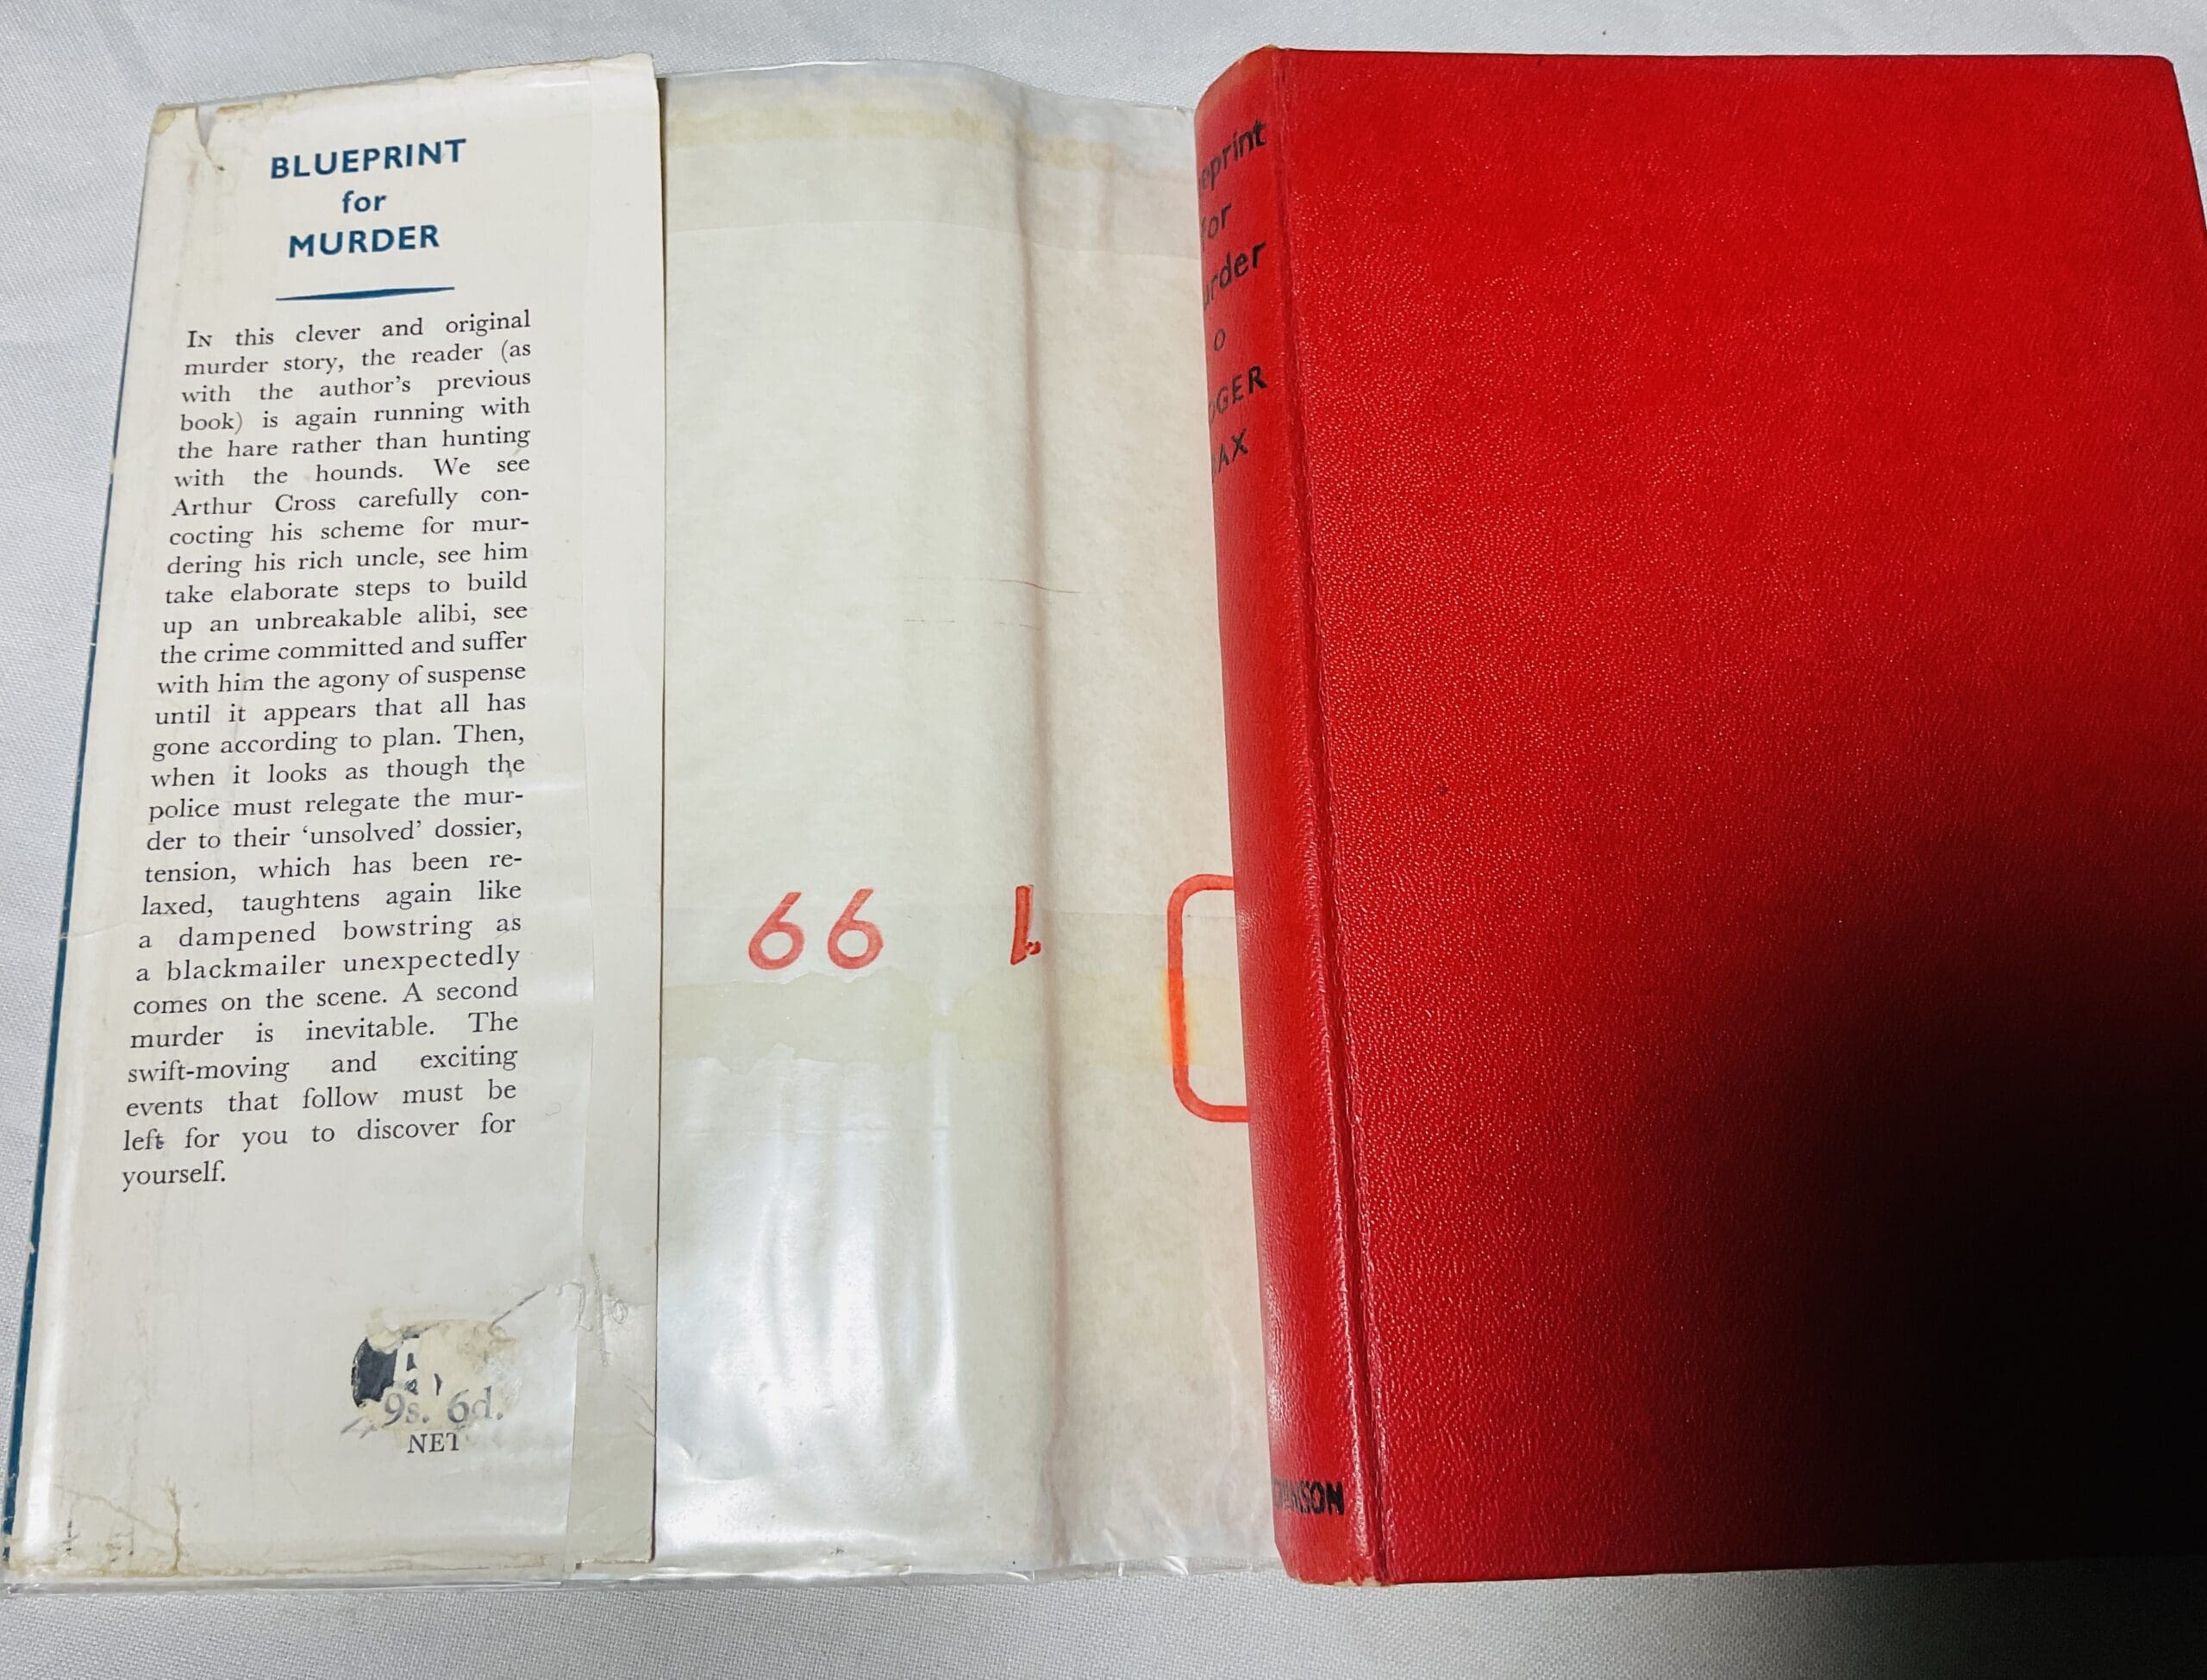 BLUEPRINT
for
MURDER
IN this clever and original
murder story, the reader (as
with the author's previous
book) is again running with
the hare rather than hunting
with the hounds. We see
Arthur Cross carefully con-
cocting his scheme for mur-
dering his rich uncle, see him
take elaborate steps to build
up an unbreakable alibi, see
the crime committed and suffer
with him the agony of suspense
until it appears that all has
gone according to plan. Then,
when it looks as though the
police must relegate the mur-
der to their ‘unsolved’ dossier,
tension, which has been re-
laxed, taughtens again like
a dampened bowstring as
a blackmailer unexpectedly
comes on the scene. A second
murder is inevitable. The
swift-moving and exciting
events that follow must be
left for you to discover for
yourself.
9s. 6d.
NET
66
eprint
for
urder
OGER
AX
INSON